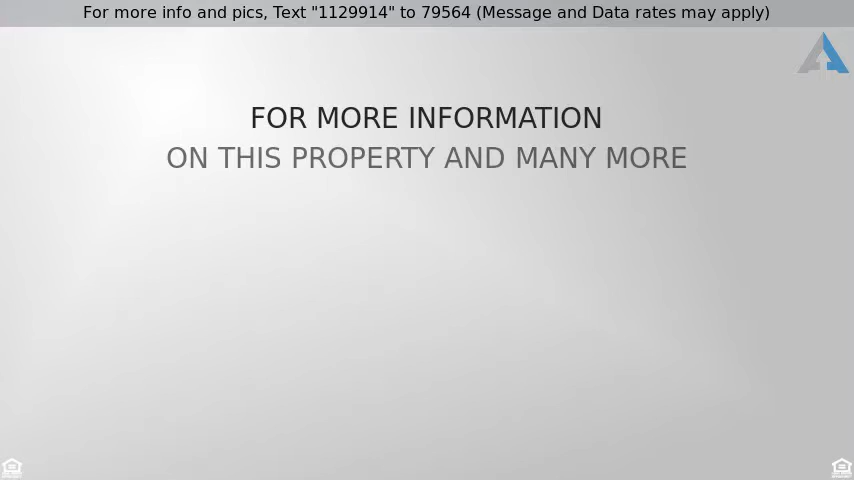 For more info and pics, Text "1129914" to 79564 (Message and Data rates may apply)
FOR MORE INFORMATION
ON THIS PROPERTY AND MANY MORE